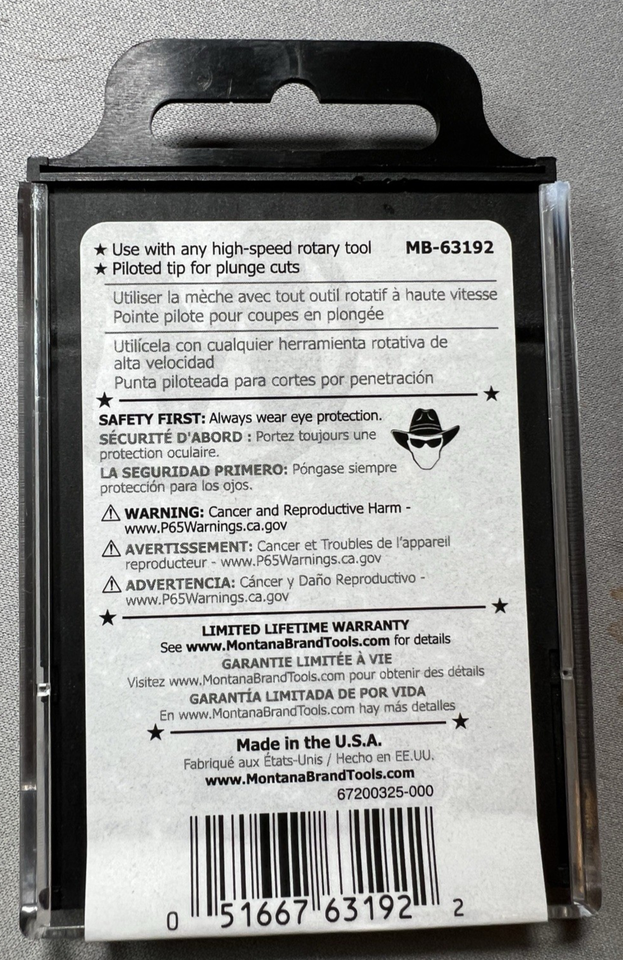 ★ Use with any high-speed rotary tool MB-63192
★ Piloted tip for plunge cuts
Utiliser la mèche avec tout outil rotatif à haute vitesse
Pointe pilote pour coupes en plongée
Utilícela con cualquier herramienta rotativa de
alta velocidad
Punta piloteada para cortes por penetración
SAFETY FIRST: Always wear eye protection.
SÉCURITÉ D'ABORD : Portez toujours une
protection oculaire.
LA SEGURIDAD PRIMERO: Póngase siempre
protección para los ojos.
⚠ WARNING: Cancer and Reproductive Harm -
www.P65Warnings.ca.gov
⚠ AVERTISSEMENT: Cancer et Troubles de l'appareil
reproducteur - www.P65Warnings.ca.gov
⚠ ADVERTENCIA: Cáncer y Daño Reproductivo -
www.P65Warnings.ca.gov
LIMITED LIFETIME WARRANTY
See www.MontanaBrandTools.com for details
GARANTIE LIMITÉE À VIE
Visitez www.MontanaBrandTools.com pour obtenir des détails
GARANTÍA LIMITADA DE POR VIDA
En www.MontanaBrandTools.com hay más detalles
Made in the U.S.A.
Fabriqué aux États-Unis / Hecho en EE.UU.
www.MontanaBrandTools.com
67200325-000
0 51667 63192 2